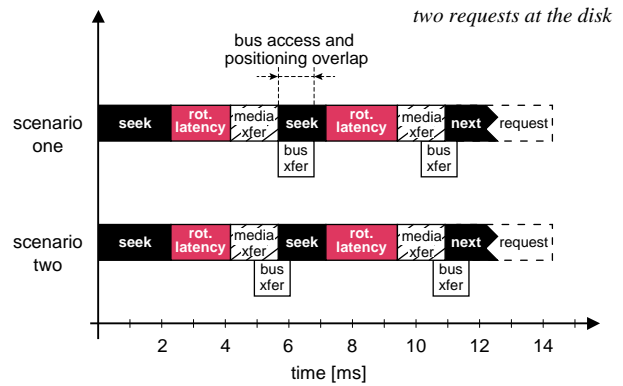 two requests at the disk
bus access and
positioning overlap
scenario
one
seek
rot.
latency
media
xfer
seek
rot.
latency
media
xfer
next
request
bus
xfer
bus
xfer
scenario
two
seek
rot.
latency
media
xfer
seek
rot.
latency
media
xfer
next
request
bus
xfer
bus
xfer
2 4 6 8 10 12 14
time [ms]